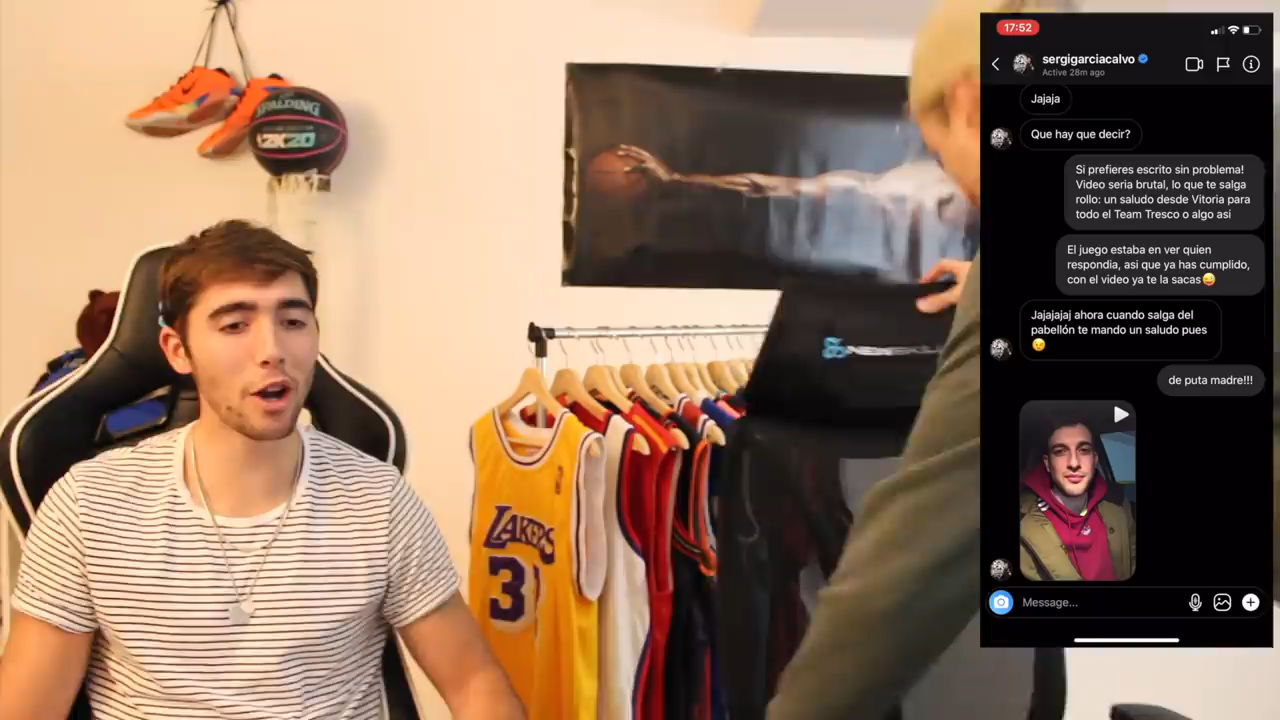 SPALDING
2K20
LAKERS
3
17:52
sergigarciacalvo
Active 28m ago
Jajaja
Que hay que decir?
Si prefieres escrito sin problema!
Video seria brutal, lo que te salga
rollo: un saludo desde Vitoria para
todo el Team Tresco o algo asi
El juego estaba en ver quien
respondia, asi que ya has cumplido,
con el video ya te la sacas😜
Jajajajaj ahora cuando salga del
pabellón te mando un saludo pues
😉
de puta madre!!!
Message...